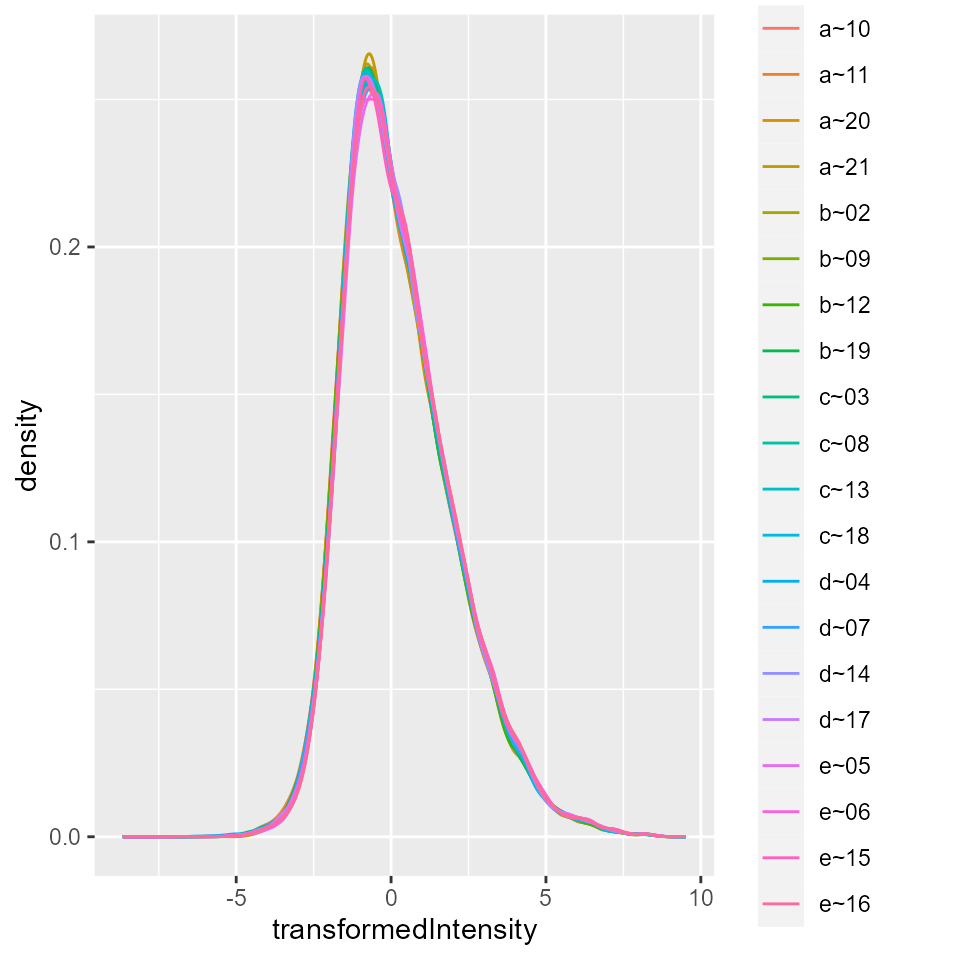 density
0.2
0.1
0.0
-5
0
5
10
transformedIntensity
a~10
a~11
a~20
a~21
b~02
b~09
b~12
b~19
c~03
c~08
c~13
c~18
d~04
d~07
d~14
d~17
e~05
e~06
e~15
e~16